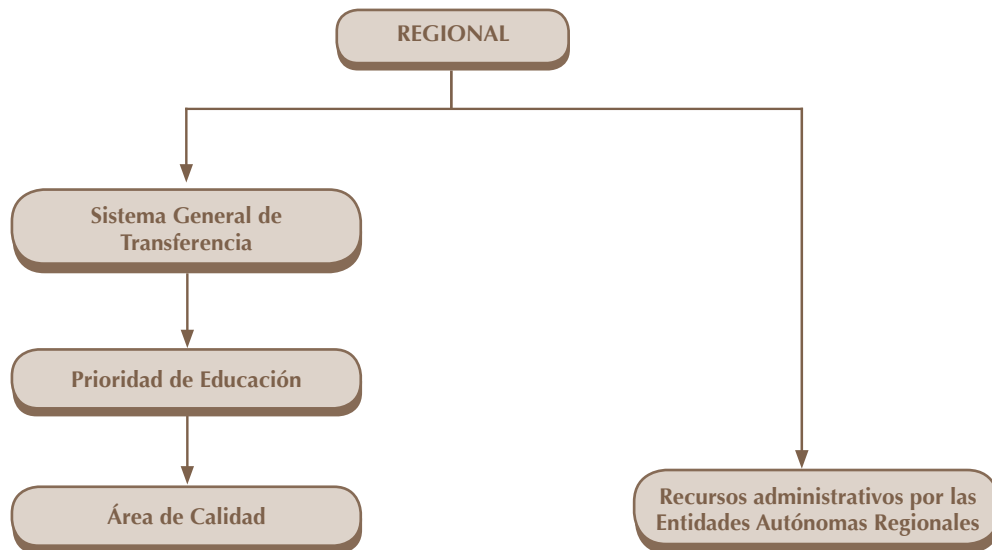 REGIONAL
Sistema General de
Transferencia
Prioridad de Educación
Área de Calidad
Recursos administrativos por las
Entidades Autónomas Regionales